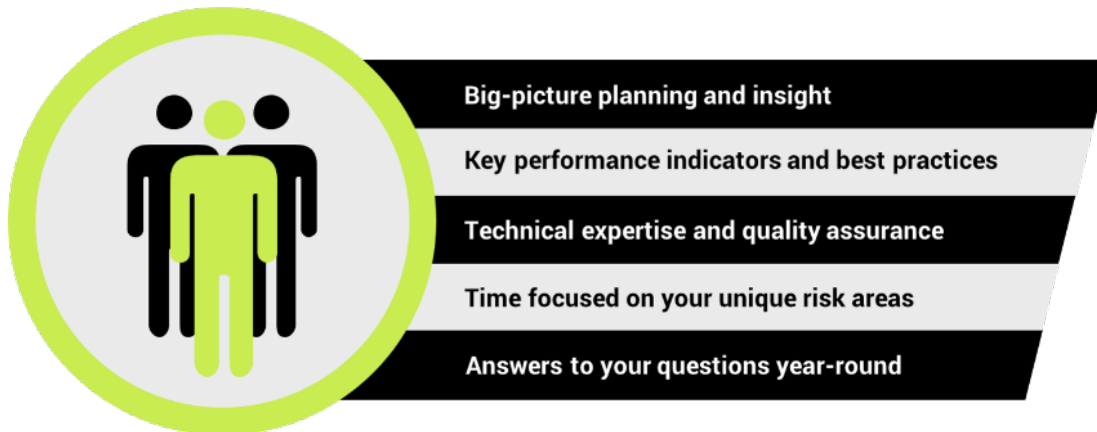 Big-picture planning and insight
Key performance indicators and best practices
Technical expertise and quality assurance
Time focused on your unique risk areas
Answers to your questions year-round